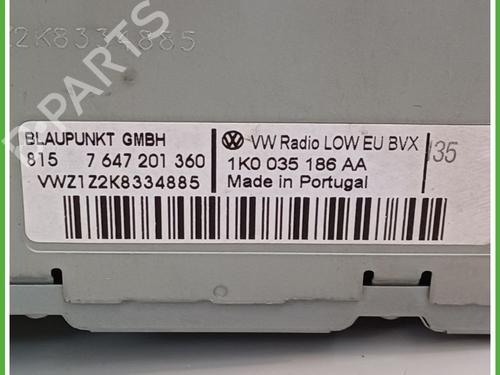 Z2K8334885
B-PARTS
BLAUPUNKT GMBH
815 7 647 201 360
VWZ1Z2K8334885
VW Radio LOW EU BVX
1K0 035 186 AA
Made in Portugal
135